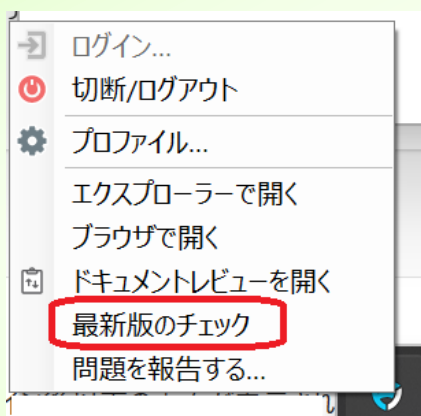 ログイン...
切断/ログアウト
プロファイル...
エクスプローラーで開く
ブラウザで開く
ドキュメントレビューを開く
最新版のチェック
問題を報告する...